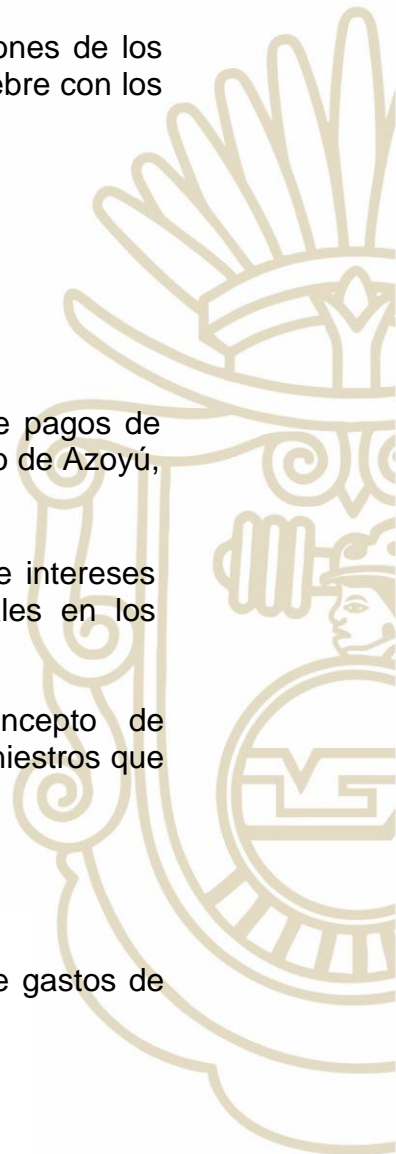 ones de los
ebre con los
e pagos de
o de Azoyú,
e intereses
les en los
ncepto de
niestros que
e gastos de